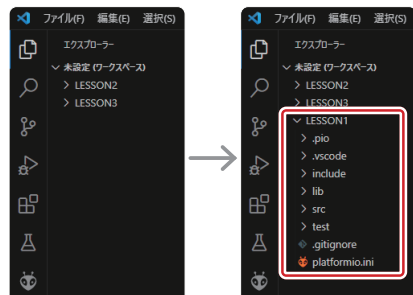 ファイル(F) 編集(E) 選択(S)
エクスプローラー
未設定 (ワークスペース)
LESSON2
LESSON3
ファイル(F) 編集(E) 選択(S)
エクスプローラー
未設定 (ワークスペース)
LESSON2
LESSON3
LESSON1
.pio
.vscode
include
lib
src
test
.gitignore
platformio.ini